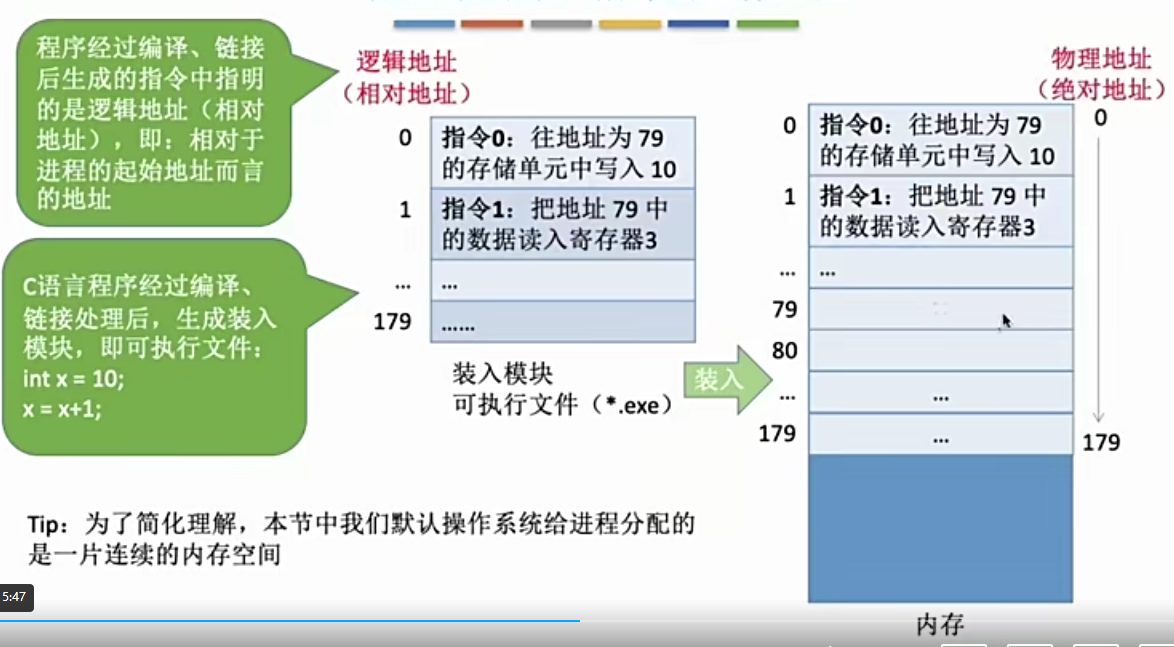 程序经过编译、链接
后生成的指令中指明
的是逻辑地址（相对
地址），即：相对于
进程的起始地址而言
的地址
C语言程序经过编译、
链接处理后，生成装入
模块，即可执行文件：
int x = 10;
x = x+1;
逻辑地址
（相对地址）
0
指令0：往地址为 79
的存储单元中写入 10
1
指令1：把地址 79 中
的数据读入寄存器3
...
...
179
......
装入模块
可执行文件（*.exe）
装入
物理地址
（绝对地址）
0
指令0：往地址为 79
的存储单元中写入 10
0
1
指令1：把地址 79 中
的数据读入寄存器3
...
...
79
80
...
...
179
...
179
内存
Tip：为了简化理解，本节中我们默认操作系统给进程分配的
是一片连续的内存空间
5:47